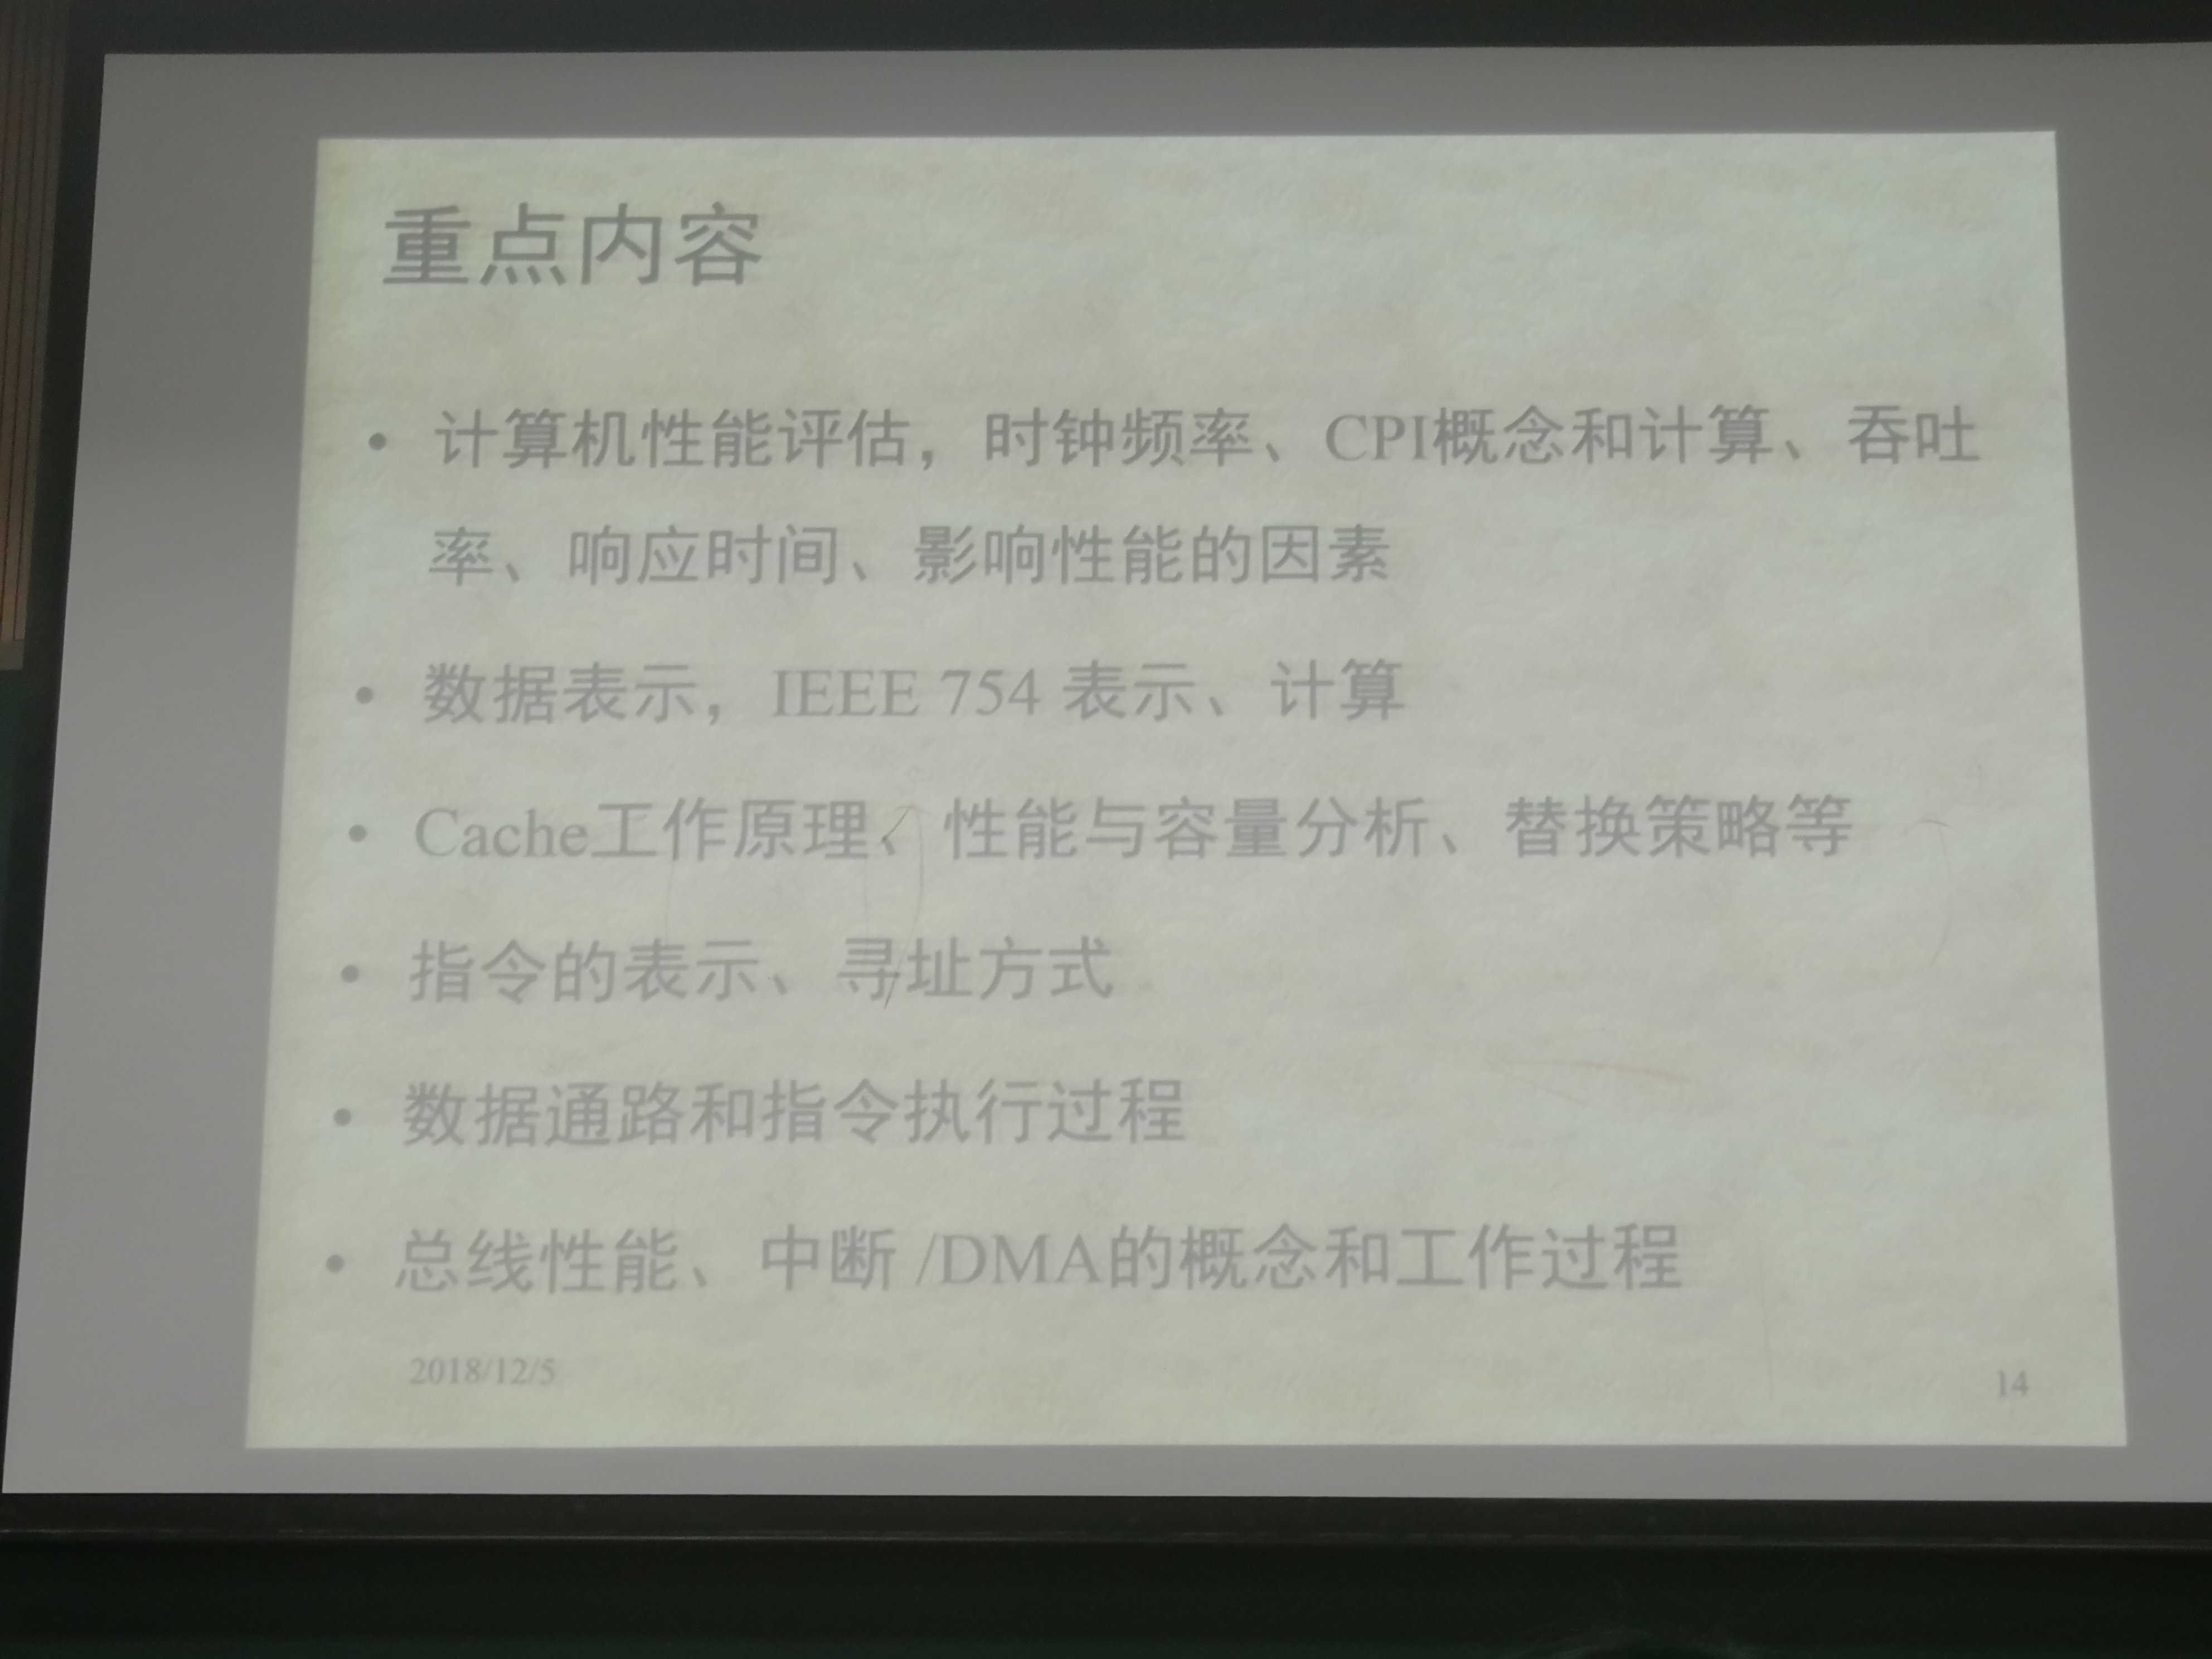 重点内容
• 计算机性能评估，时钟频率、CPI概念和计算、吞吐
率、响应时间、影响性能的因素
• 数据表示，IEEE 754 表示、计算
• Cache工作原理、性能与容量分析、替换策略等
• 指令的表示、寻址方式
• 数据通路和指令执行过程
• 总线性能、中断 /DMA的概念和工作过程
2018/12/5
14